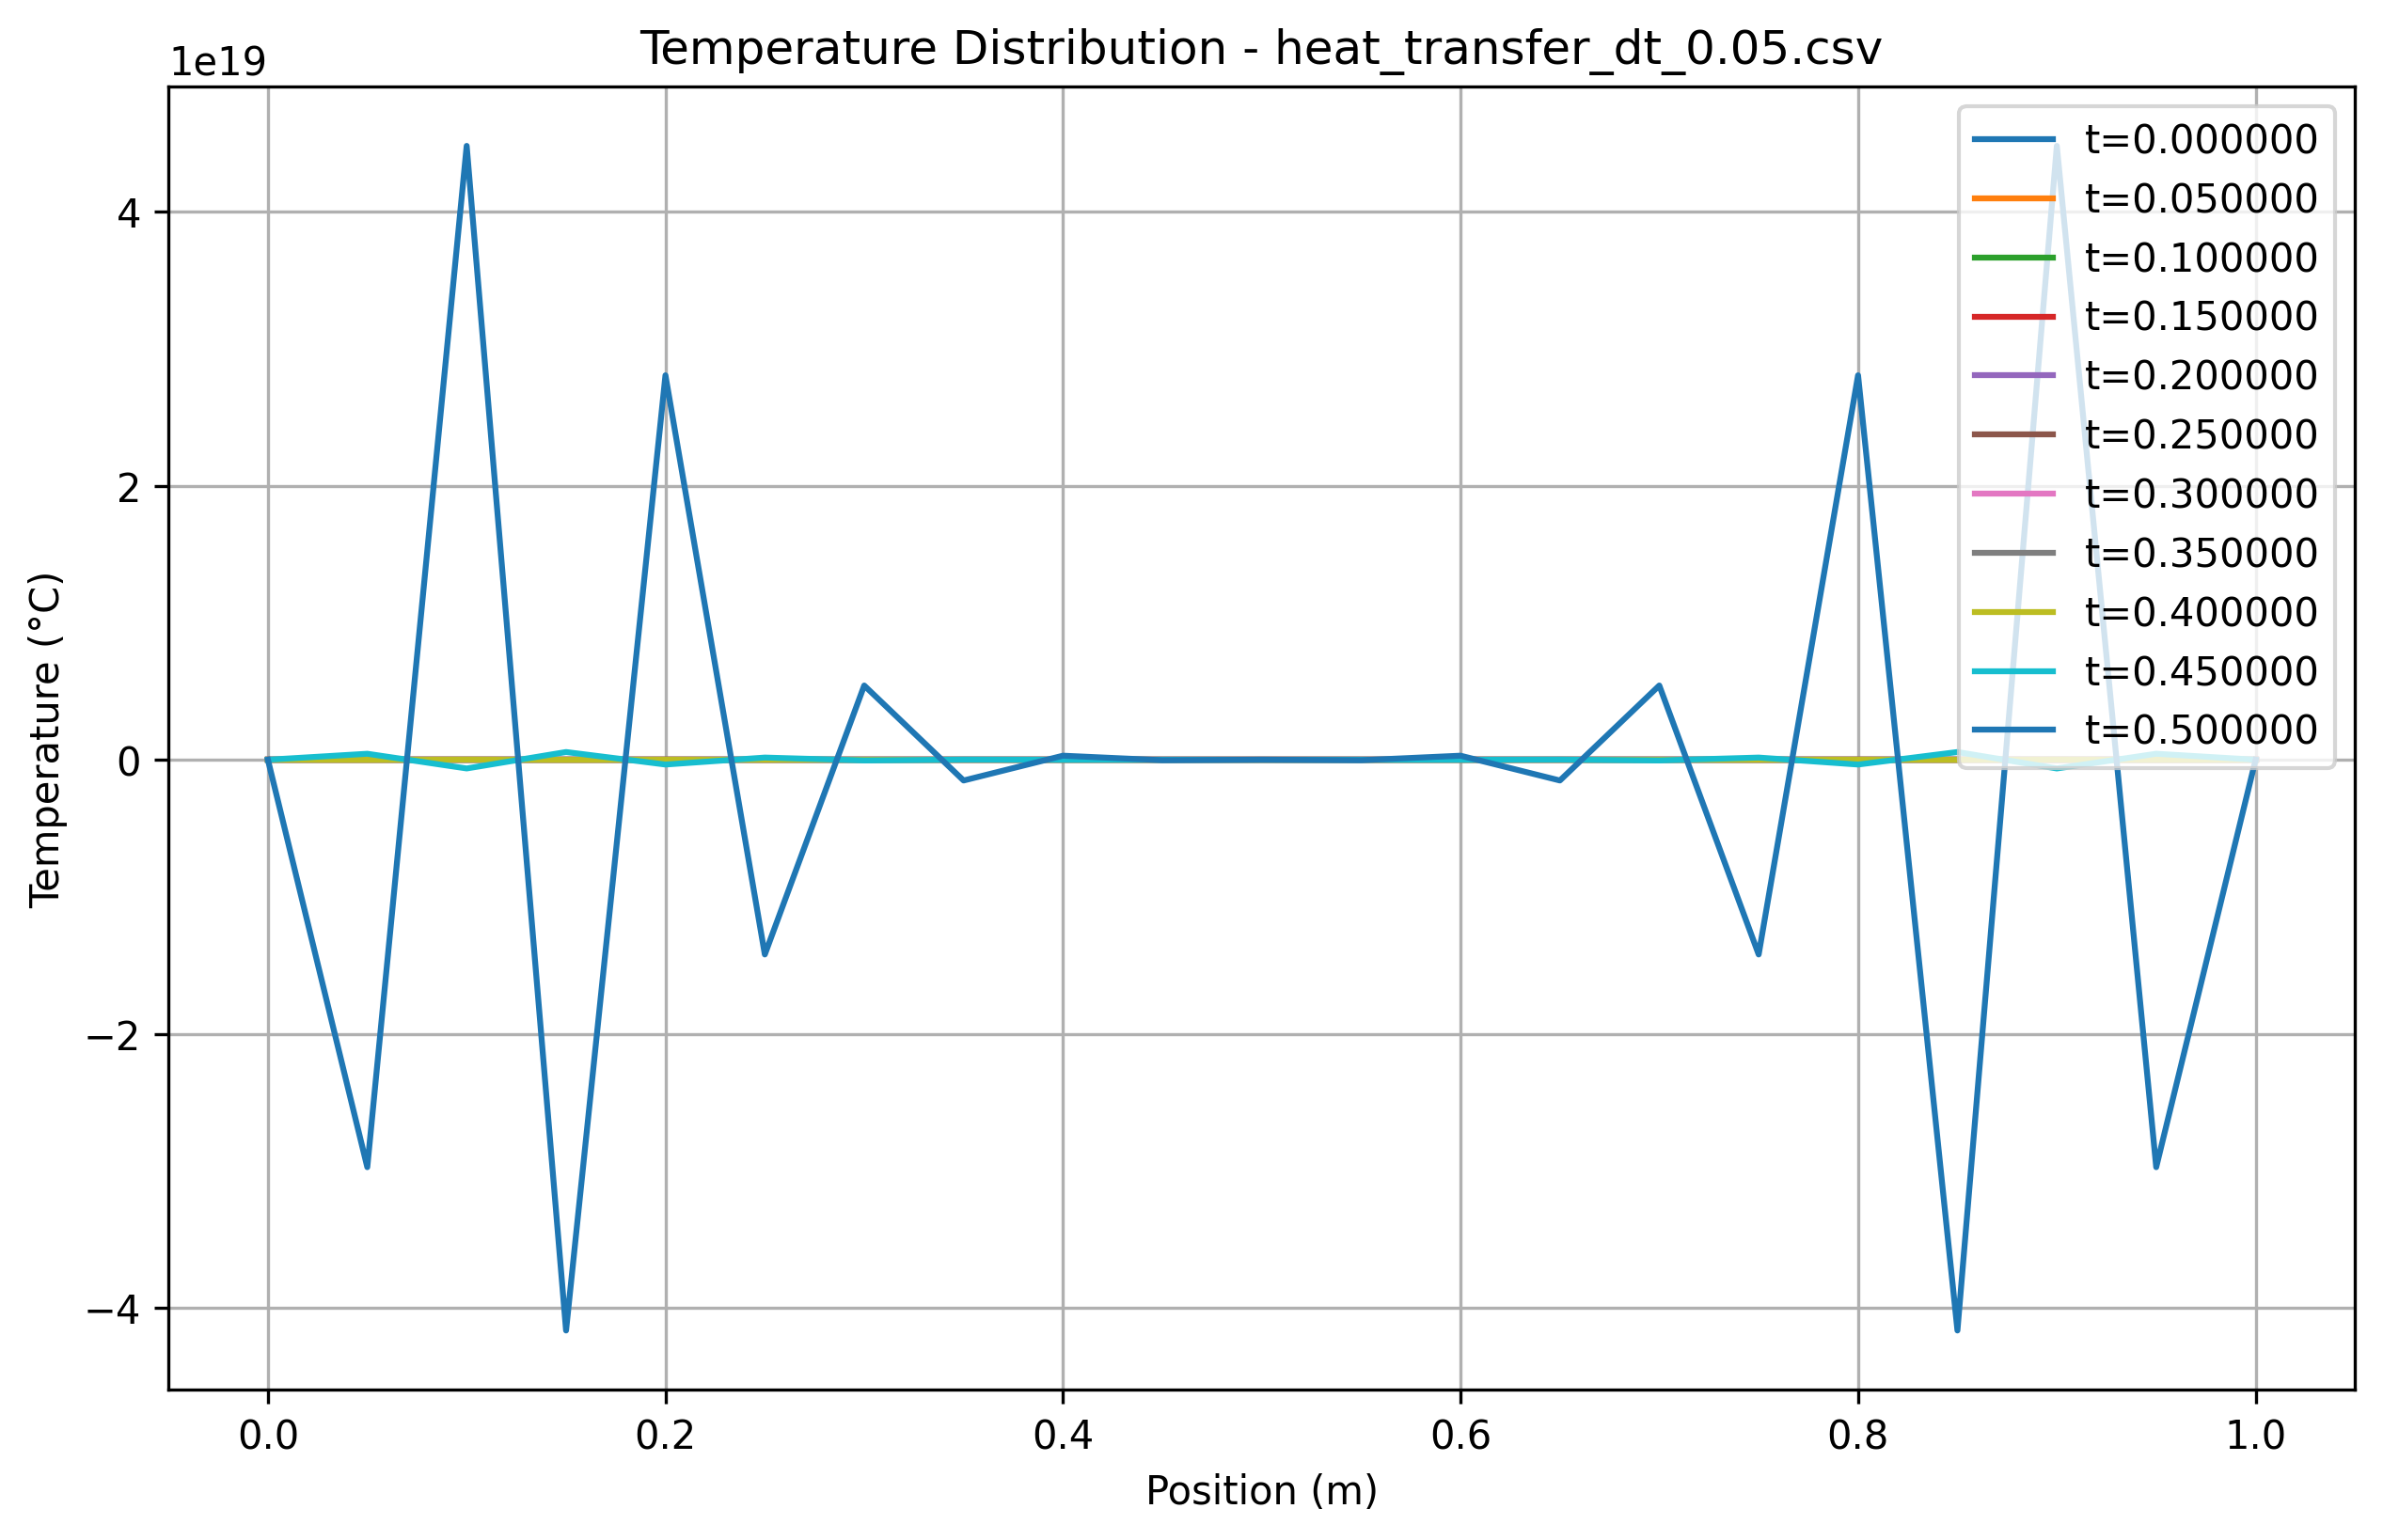 Temperature Distribution - heat_transfer_dt_0.05.csv
1e19
t=0.000000
t=0.050000
t=0.100000
t=0.150000
t=0.200000
t=0.250000
t=0.300000
t=0.350000
t=0.400000
t=0.450000
t=0.500000
4
2
0
−2
−4
Temperature (°C)
0.0 0.2 0.4 0.6 0.8 1.0
Position (m)